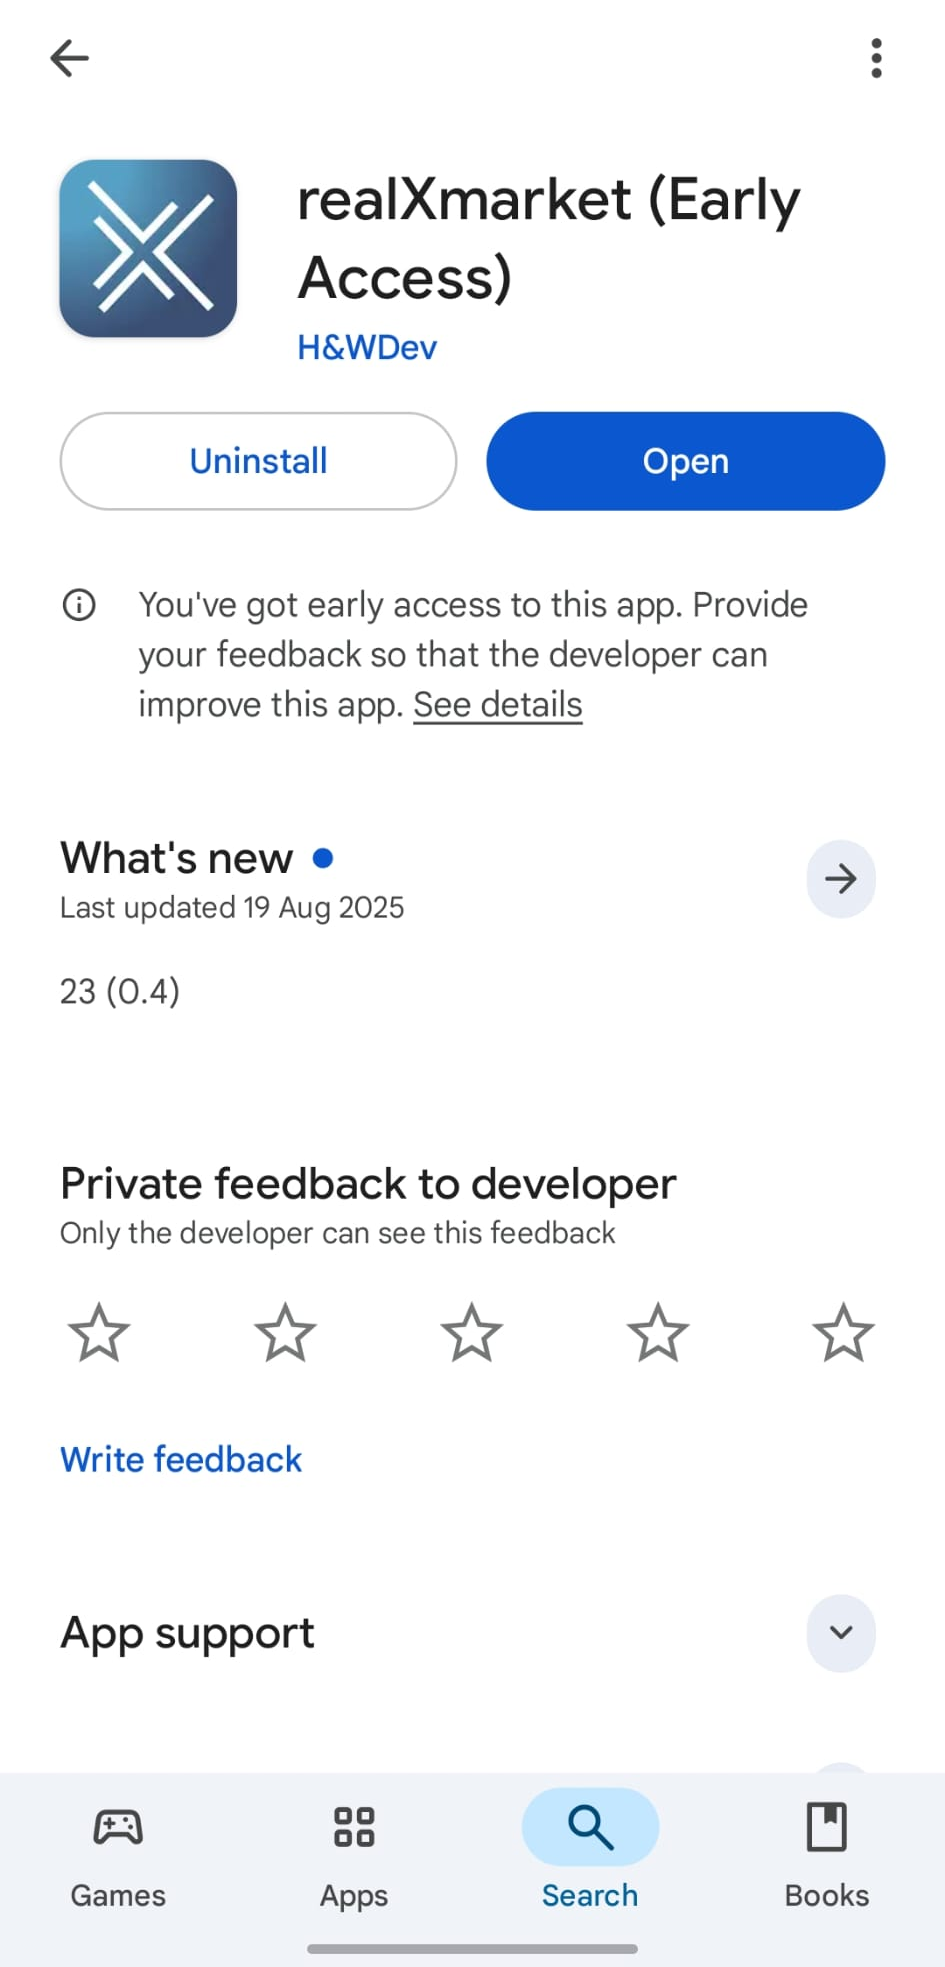 realXmarket (Early
Access)
H&WDev
Uninstall
Open
You've got early access to this app. Provide
your feedback so that the developer can
improve this app. See details
What's new
Last updated 19 Aug 2025
23 (0.4)
Private feedback to developer
Only the developer can see this feedback
Write feedback
App support
Games
Apps
Search
Books